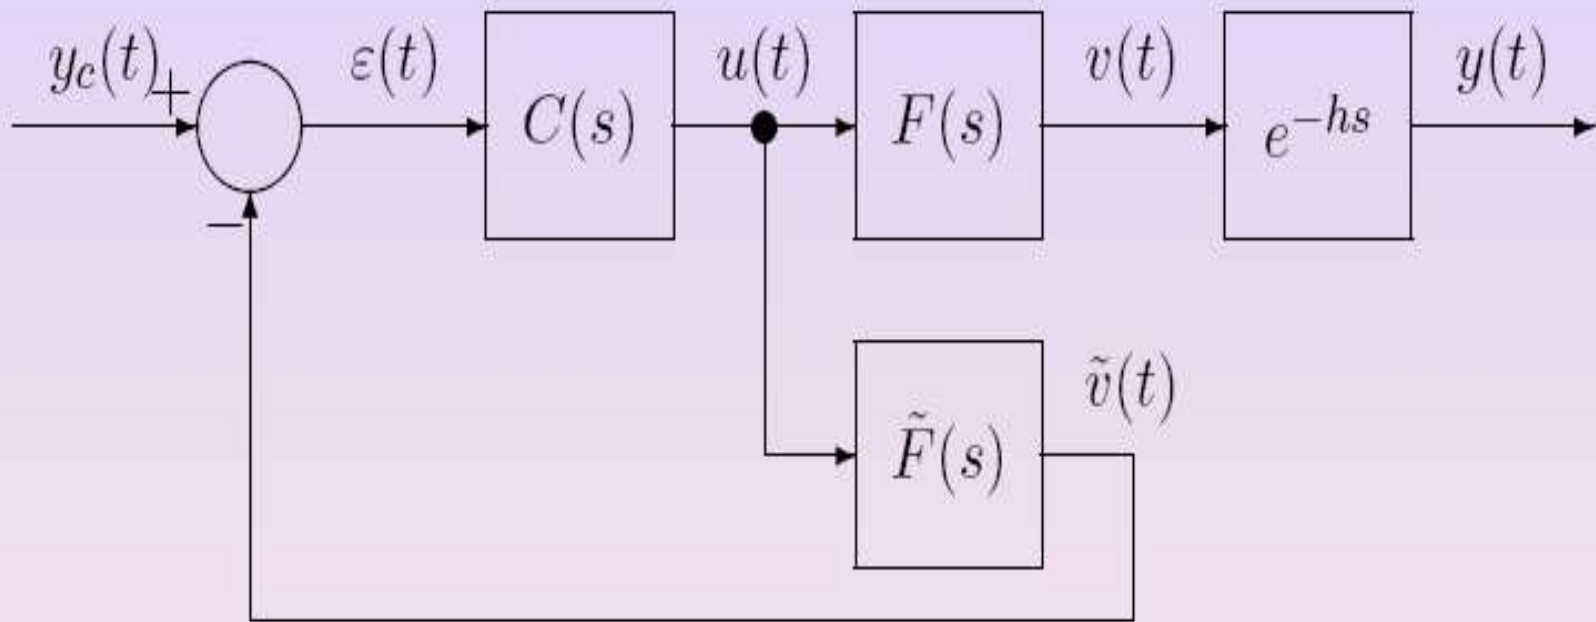 y_c(t) ε(t) u(t) v(t) y(t)
+ C(s) F(s) e^{-hs}
−
ṽ(t)
F̃(s)